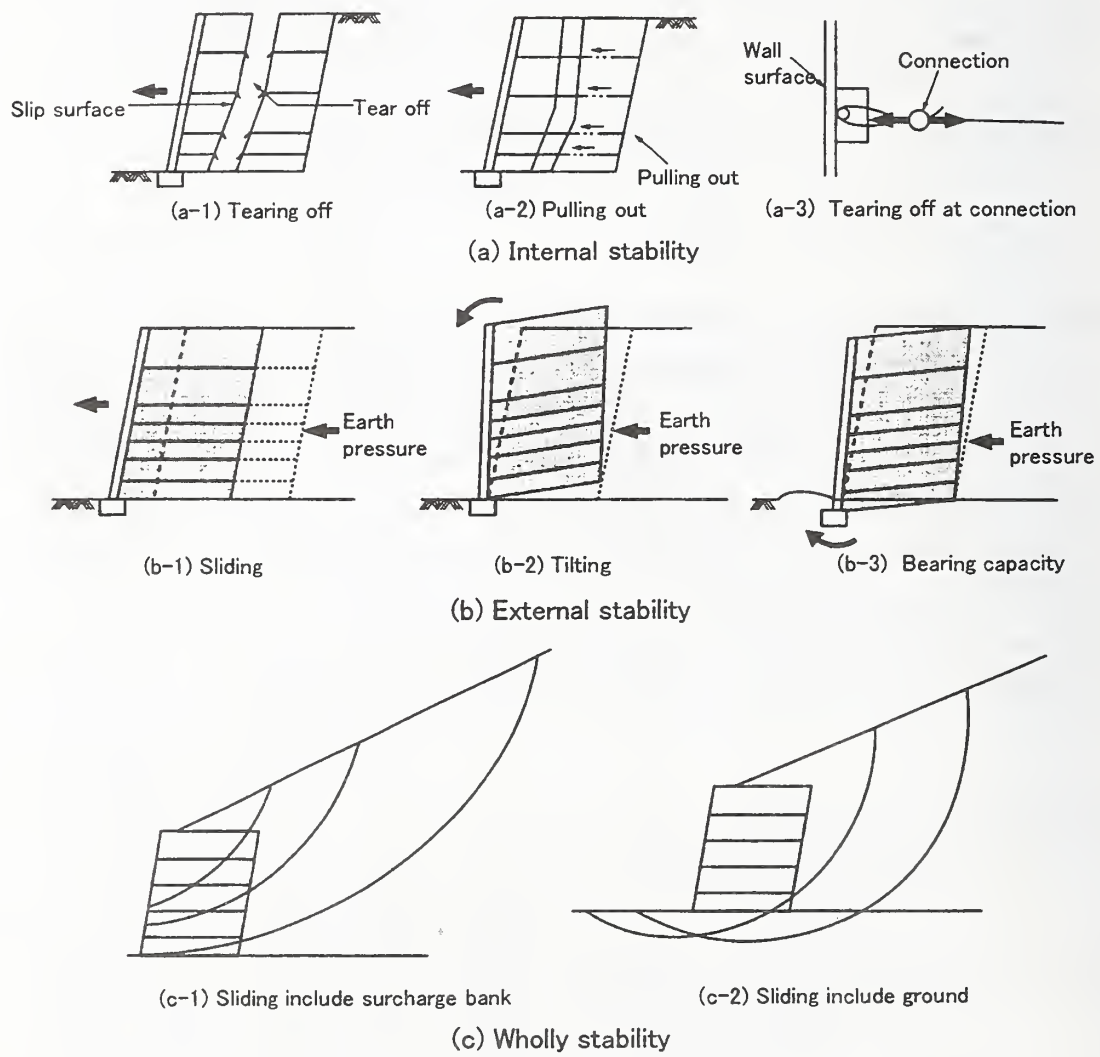 Slip surface
Tear off
(a-1) Tearing off
Pulling out
(a-2) Pulling out
Wall
surface
Connection
(a-3) Tearing off at connection
(a) Internal stability
Earth
pressure
(b-1) Sliding
Earth
pressure
(b-2) Tilting
Earth
pressure
(b-3) Bearing capacity
(b) External stability
(c-1) Sliding include surcharge bank
(c-2) Sliding include ground
(c) Wholly stability